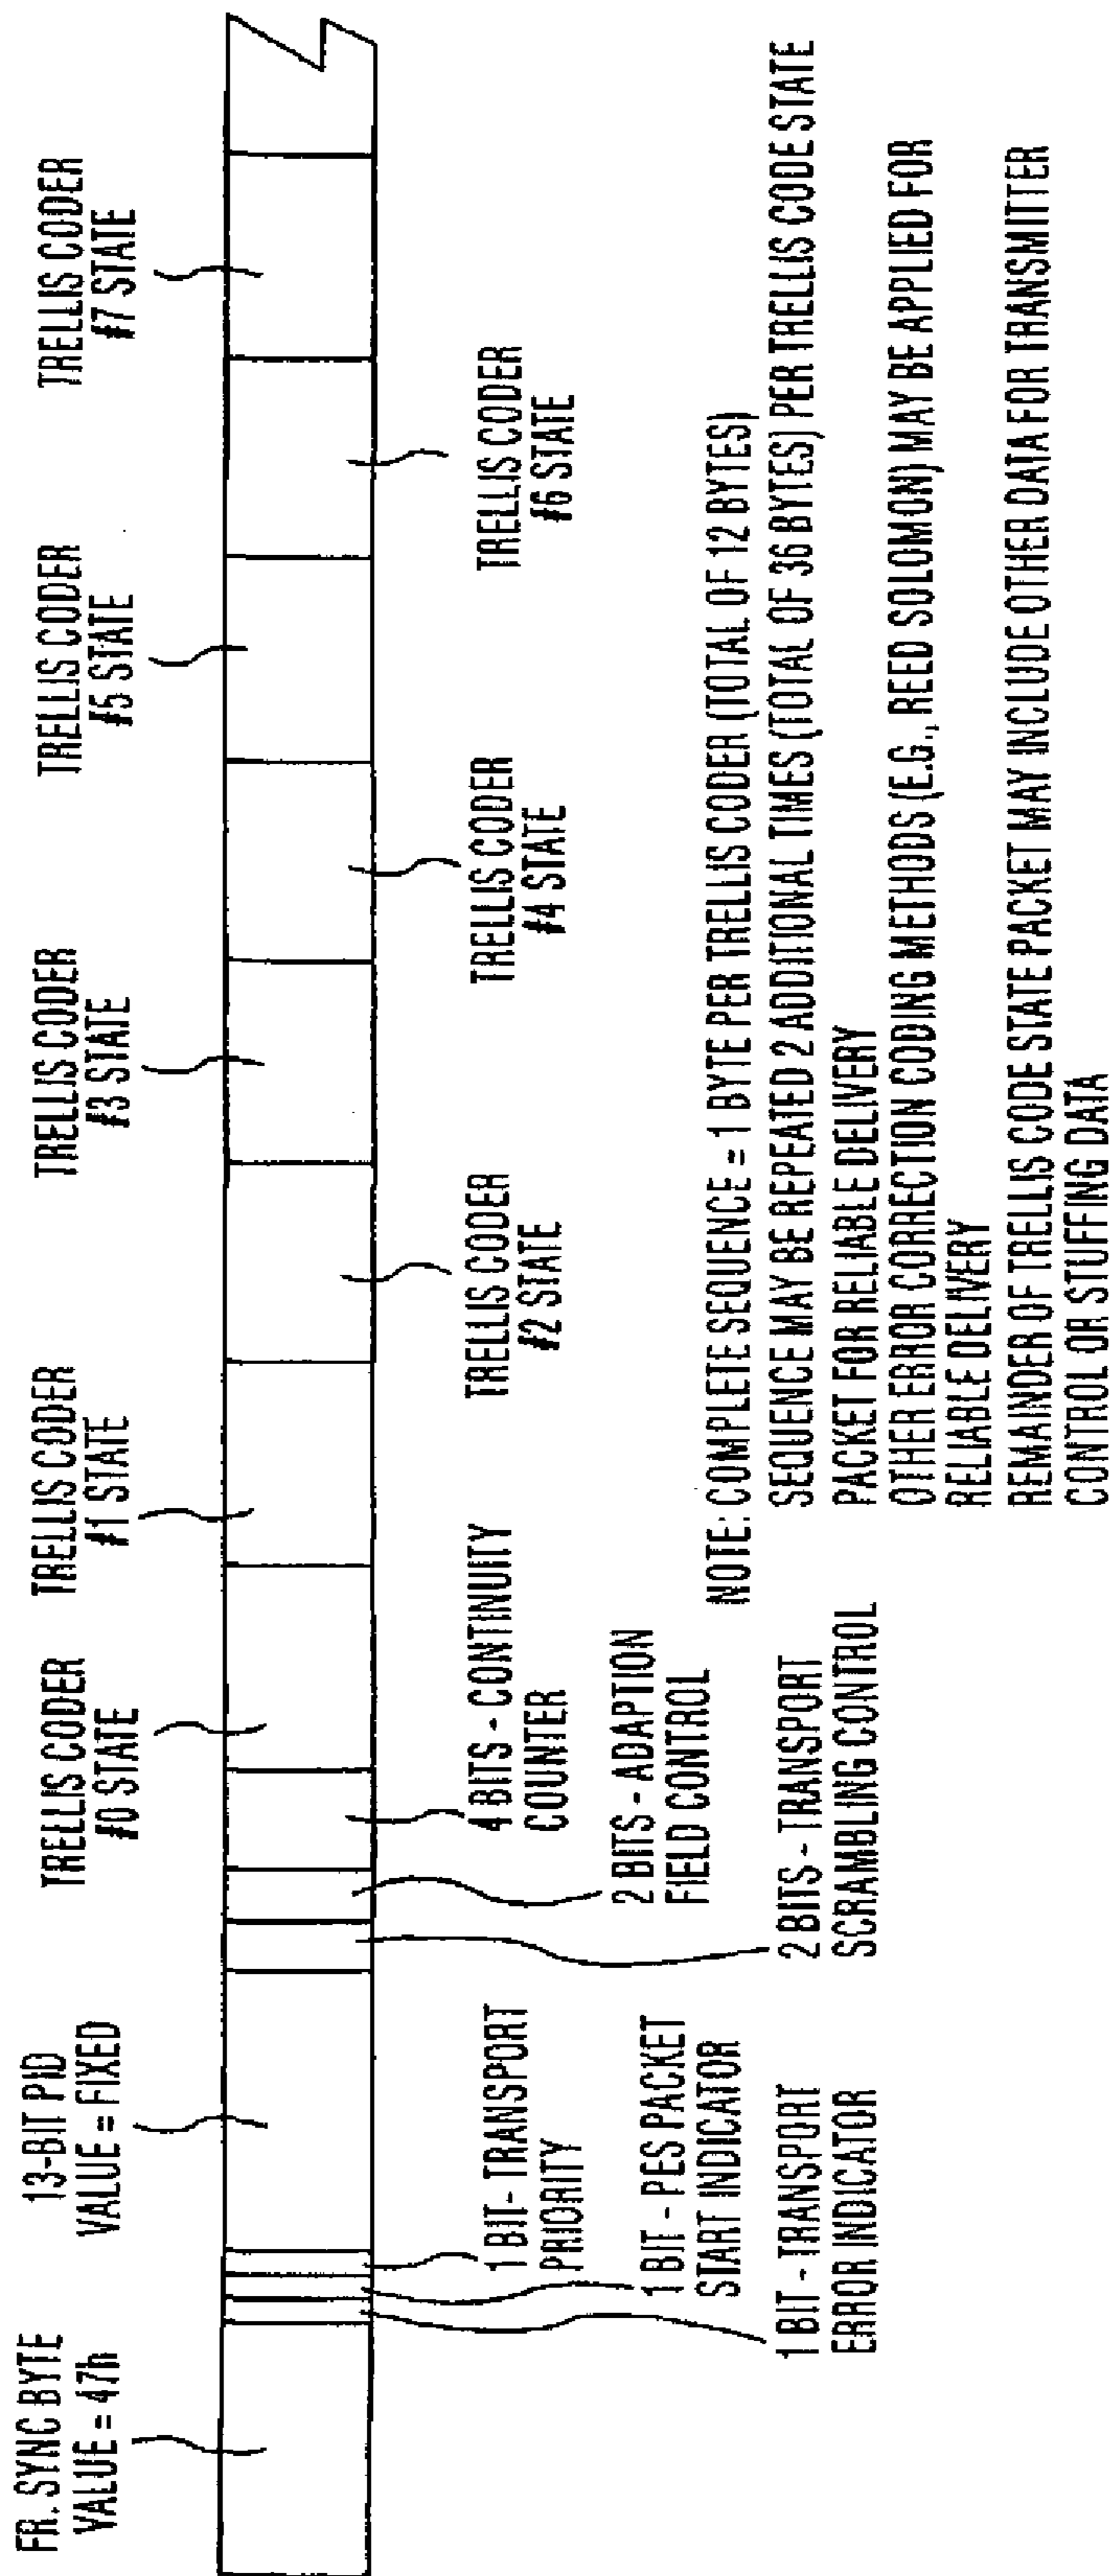 FR. SYNC BYTE
VALUE = 47h
13-BIT PID
VALUE = FIXED
TRELLIS CODER
#0 STATE
TRELLIS CODER
#1 STATE
TRELLIS CODER
#3 STATE
TRELLIS CODER
#5 STATE
TRELLIS CODER
#7 STATE
1 BIT - TRANSPORT
PRIORITY
1 BIT - PES PACKET
START INDICATOR
1 BIT - TRANSPORT
ERROR INDICATOR
4 BITS - CONTINUITY
COUNTER
2 BITS - ADAPTION
FIELD CONTROL
2 BITS - TRANSPORT
SCRAMBLING CONTROL
TRELLIS CODER
#2 STATE
TRELLIS CODER
#4 STATE
TRELLIS CODER
#6 STATE
NOTE: COMPLETE SEQUENCE = 1 BYTE PER TRELLIS CODER (TOTAL OF 12 BYTES)
SEQUENCE MAY BE REPEATED 2 ADDITIONAL TIMES (TOTAL OF 36 BYTES) PER TRELLIS CODE STATE
PACKET FOR RELIABLE DELIVERY
OTHER ERROR CORRECTION CODING METHODS (E.G., REED SOLOMON) MAY BE APPLIED FOR
RELIABLE DELIVERY
REMAINDER OF TRELLIS CODE STATE PACKET MAY INCLUDE OTHER DATA FOR TRANSMITTER
CONTROL OR STUFFING DATA